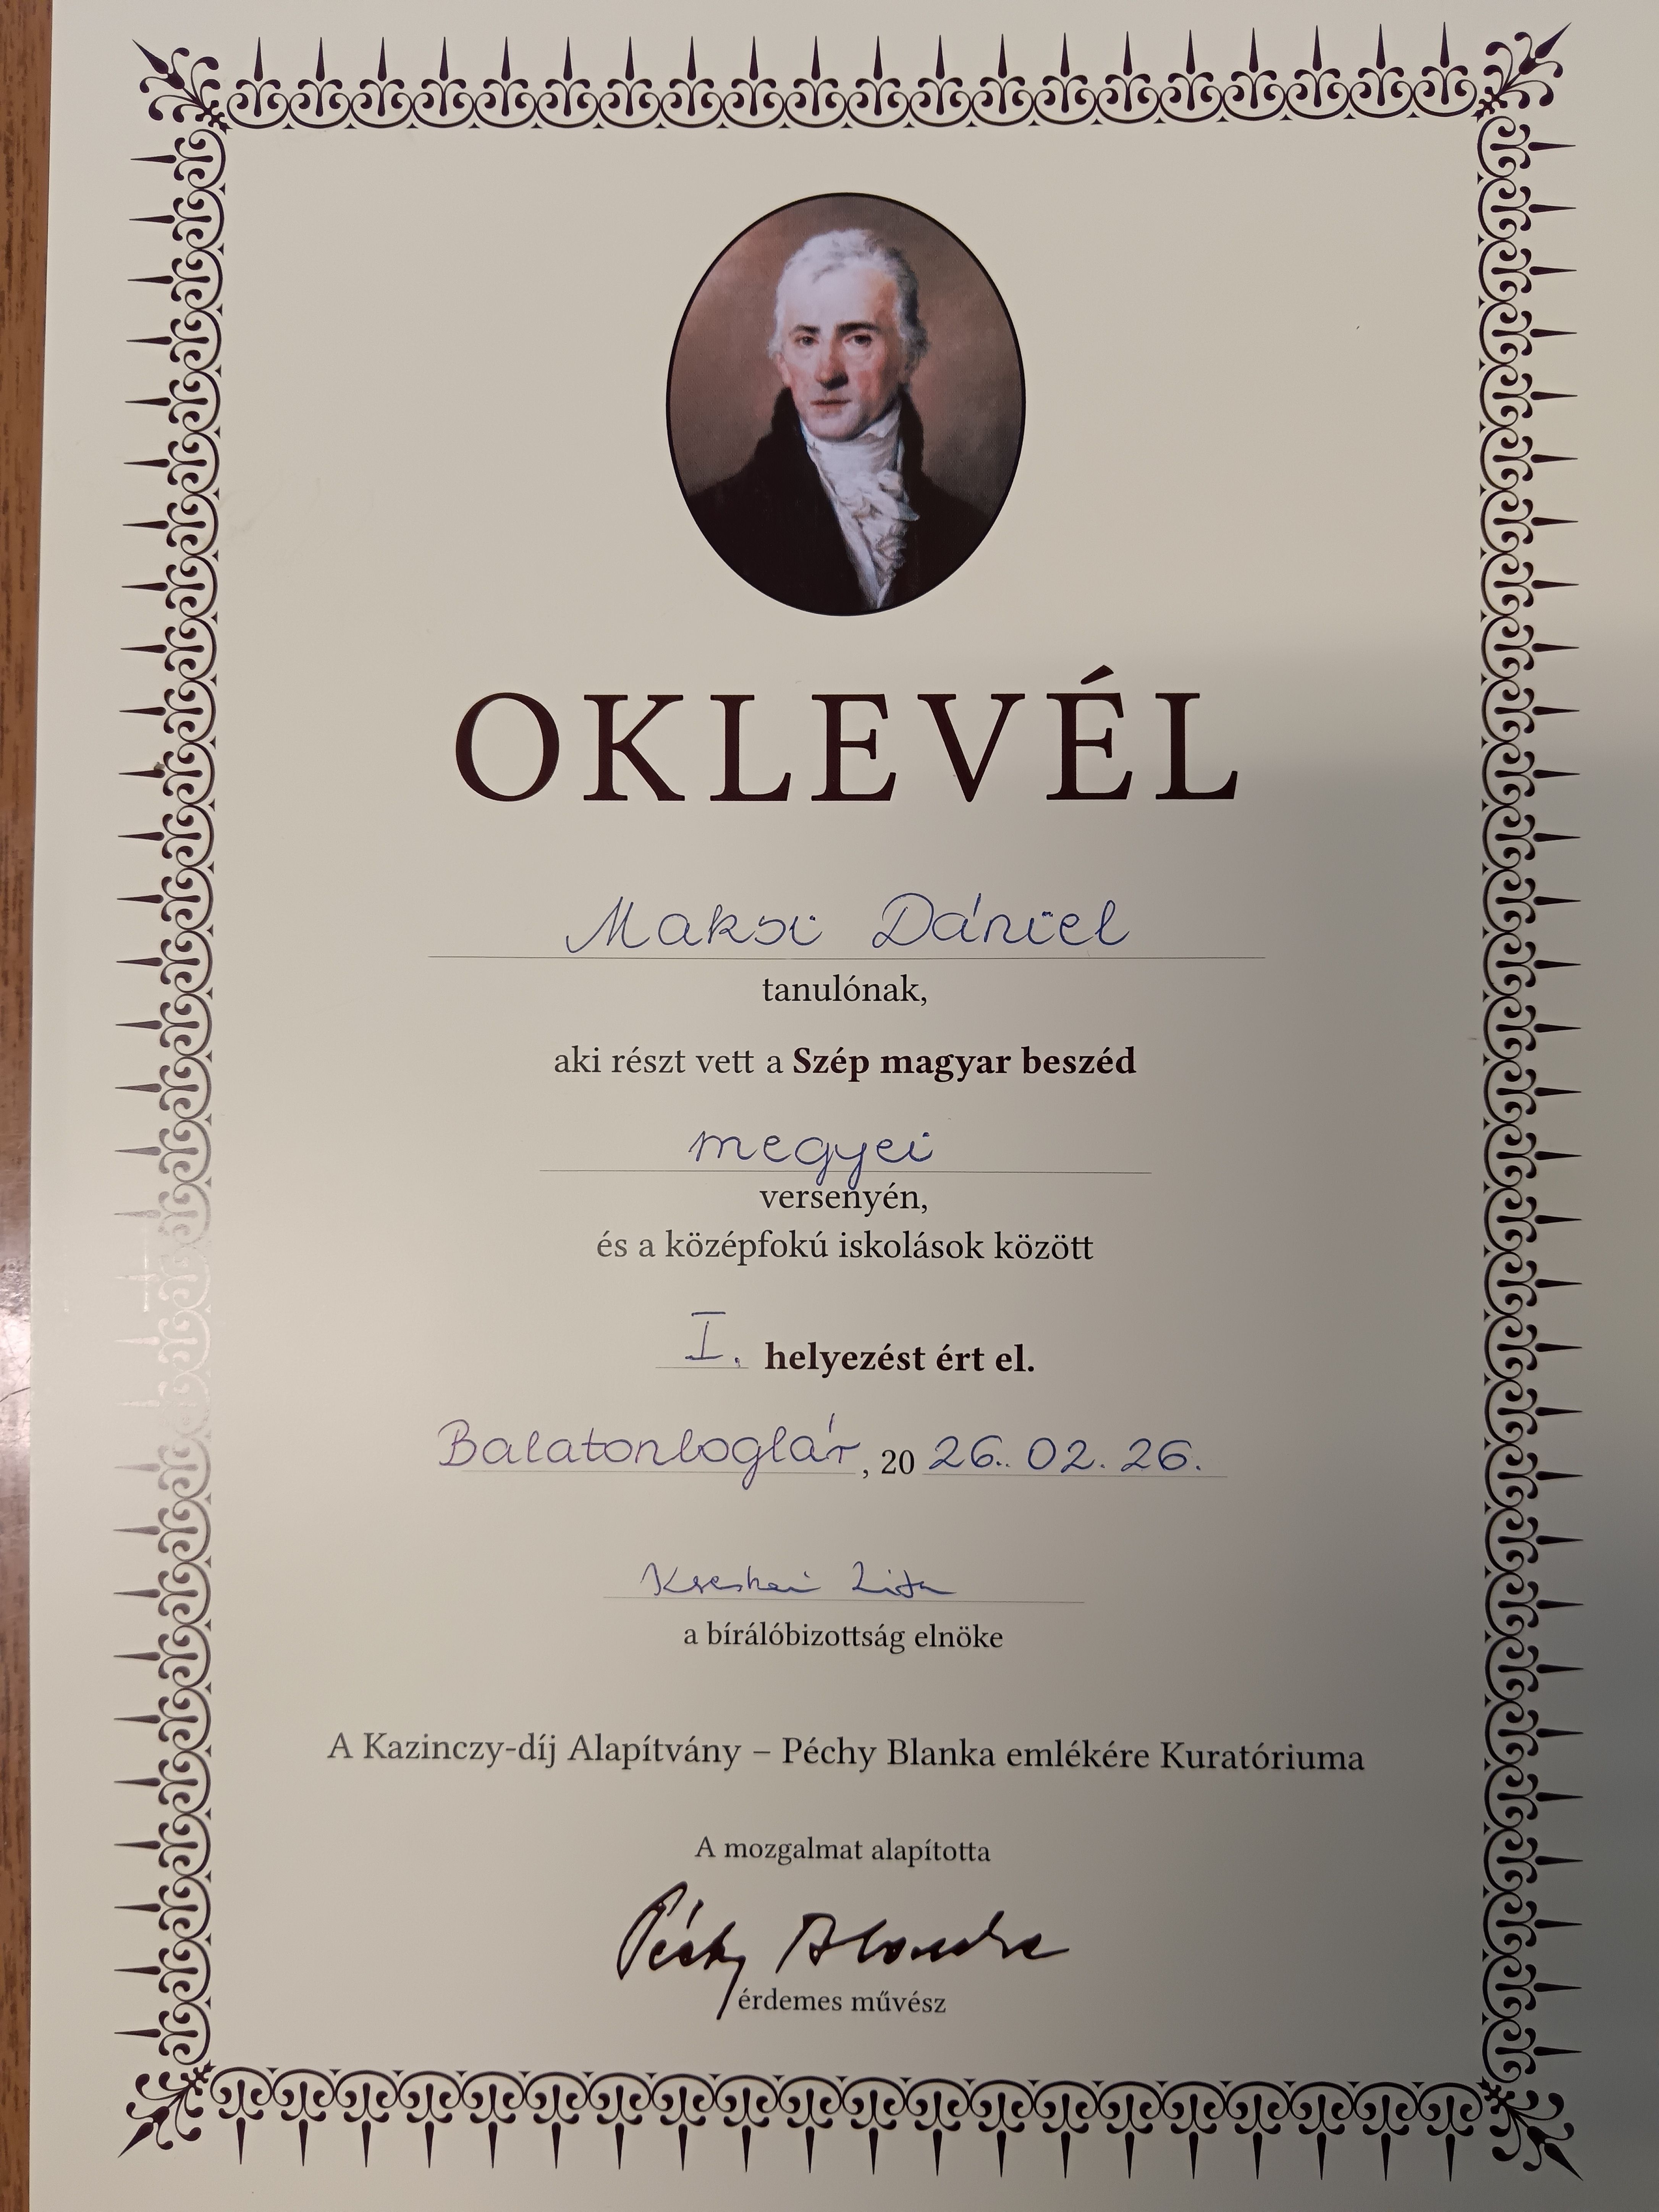 OKLEVÉL
Maksi Dániel
tanulónak,
aki részt vett a Szép magyar beszéd
megyei
versenyén,
és a középfokú iskolások között
I. helyezést ért el.
Balatonboglár, 2026. 02. 26.
Zita
a bírálóbizottság elnöke
A Kazinczy-díj Alapítvány – Péchy Blanka emlékére Kuratóriuma
A mozgalmat alapította
Péchy Blanka
érdemes művész